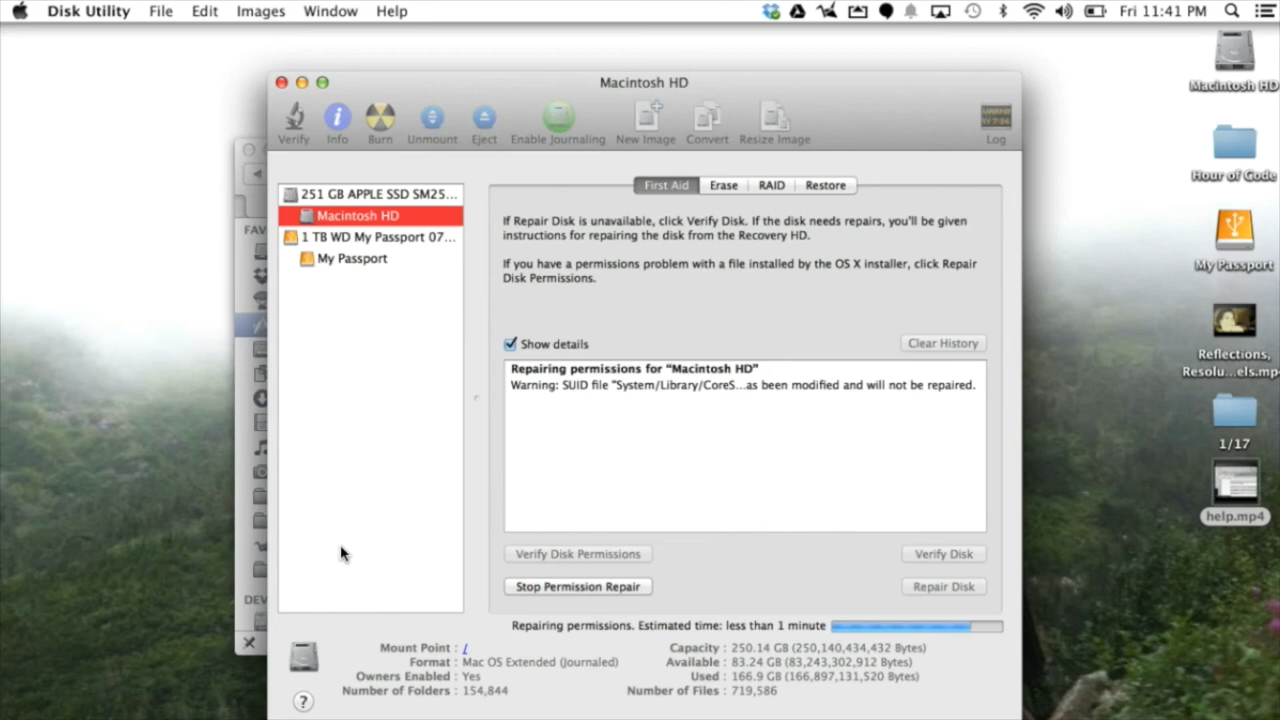 Disk Utility File Edit Images Window Help Fri 11:41 PM
Macintosh HD
Verify Info Burn Unmount Eject Enable Journaling New Image Convert Resize Image Log
251 GB APPLE SSD SM25...
Macintosh HD
1 TB WD My Passport 07...
My Passport
First Aid Erase RAID Restore
If Repair Disk is unavailable, click Verify Disk. If the disk needs repairs, you'll be given
instructions for repairing the disk from the Recovery HD.
If you have a permissions problem with a file installed by the OS X installer, click Repair
Disk Permissions.
Show details Clear History
Repairing permissions for “Macintosh HD”
Warning: SUID file “System/Library/CoreS...as been modified and will not be repaired.
Verify Disk Permissions Verify Disk
Stop Permission Repair Repair Disk
Repairing permissions. Estimated time: less than 1 minute
Mount Point : /
Format : Mac OS Extended (Journaled)
Owners Enabled : Yes
Number of Folders : 154,844
Capacity : 250.14 GB (250,140,434,432 Bytes)
Available : 83.24 GB (83,243,302,912 Bytes)
Used : 166.9 GB (166,897,131,520 Bytes)
Number of Files : 719,586
?
FAV
DEV
Macintosh HD
Hour of Code
My Passport
Reflections,
Resolu...els.mp
1/17
help.mp4